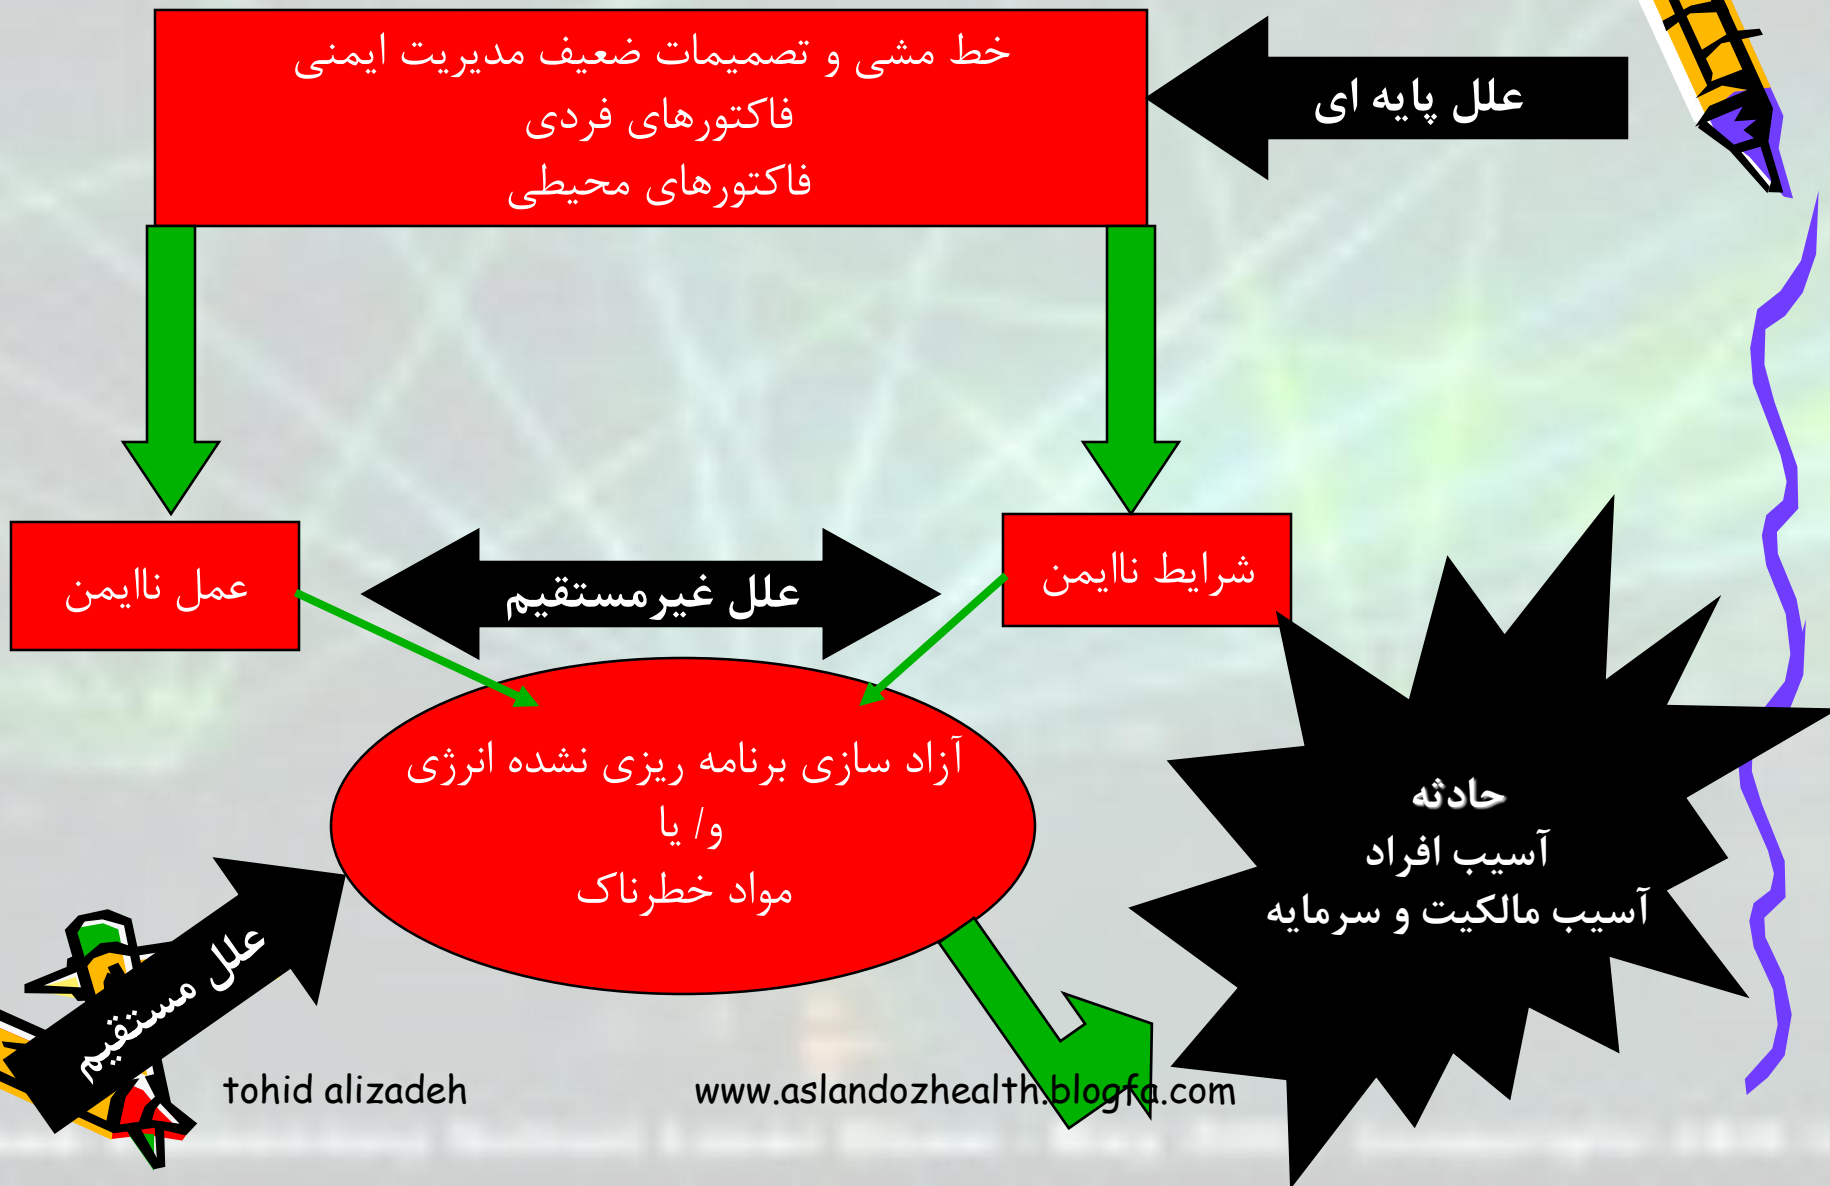 خط مشی و تصمیمات ضعیف مدیریت ایمنی
فاکتورهای فردی
فاکتورهای محیطی
علل پایه ای
شرایط ناایمن
علل غیرمستقیم
عمل ناایمن
آزاد سازی برنامه ریزی نشده انرژی
و/ یا
مواد خطرناک
حادثه
آسیب افراد
آسیب مالکیت و سرمایه
علل مستقیم
tohid alizadeh
www.aslandozhealth.blogfa.com